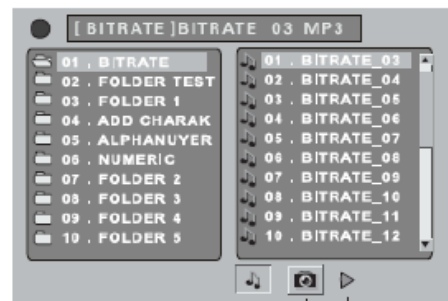 [ BITRATE ]BITRATE 03 MP3
01 . BITRATE
02 . FOLDER TEST
03 . FOLDER 1
04 . ADD CHARAK
05 . ALPHANUYER
06 . NUMERIC
07 . FOLDER 2
08 . FOLDER 3
09 . FOLDER 4
10 . FOLDER 5
01 . BITRATE_03
02 . BITRATE_04
03 . BITRATE_05
04 . BITRATE_06
05 . BITRATE_07
06 . BITRATE_08
07 . BITRATE_09
08 . BITRATE_10
09 . BITRATE_11
10 . BITRATE_12